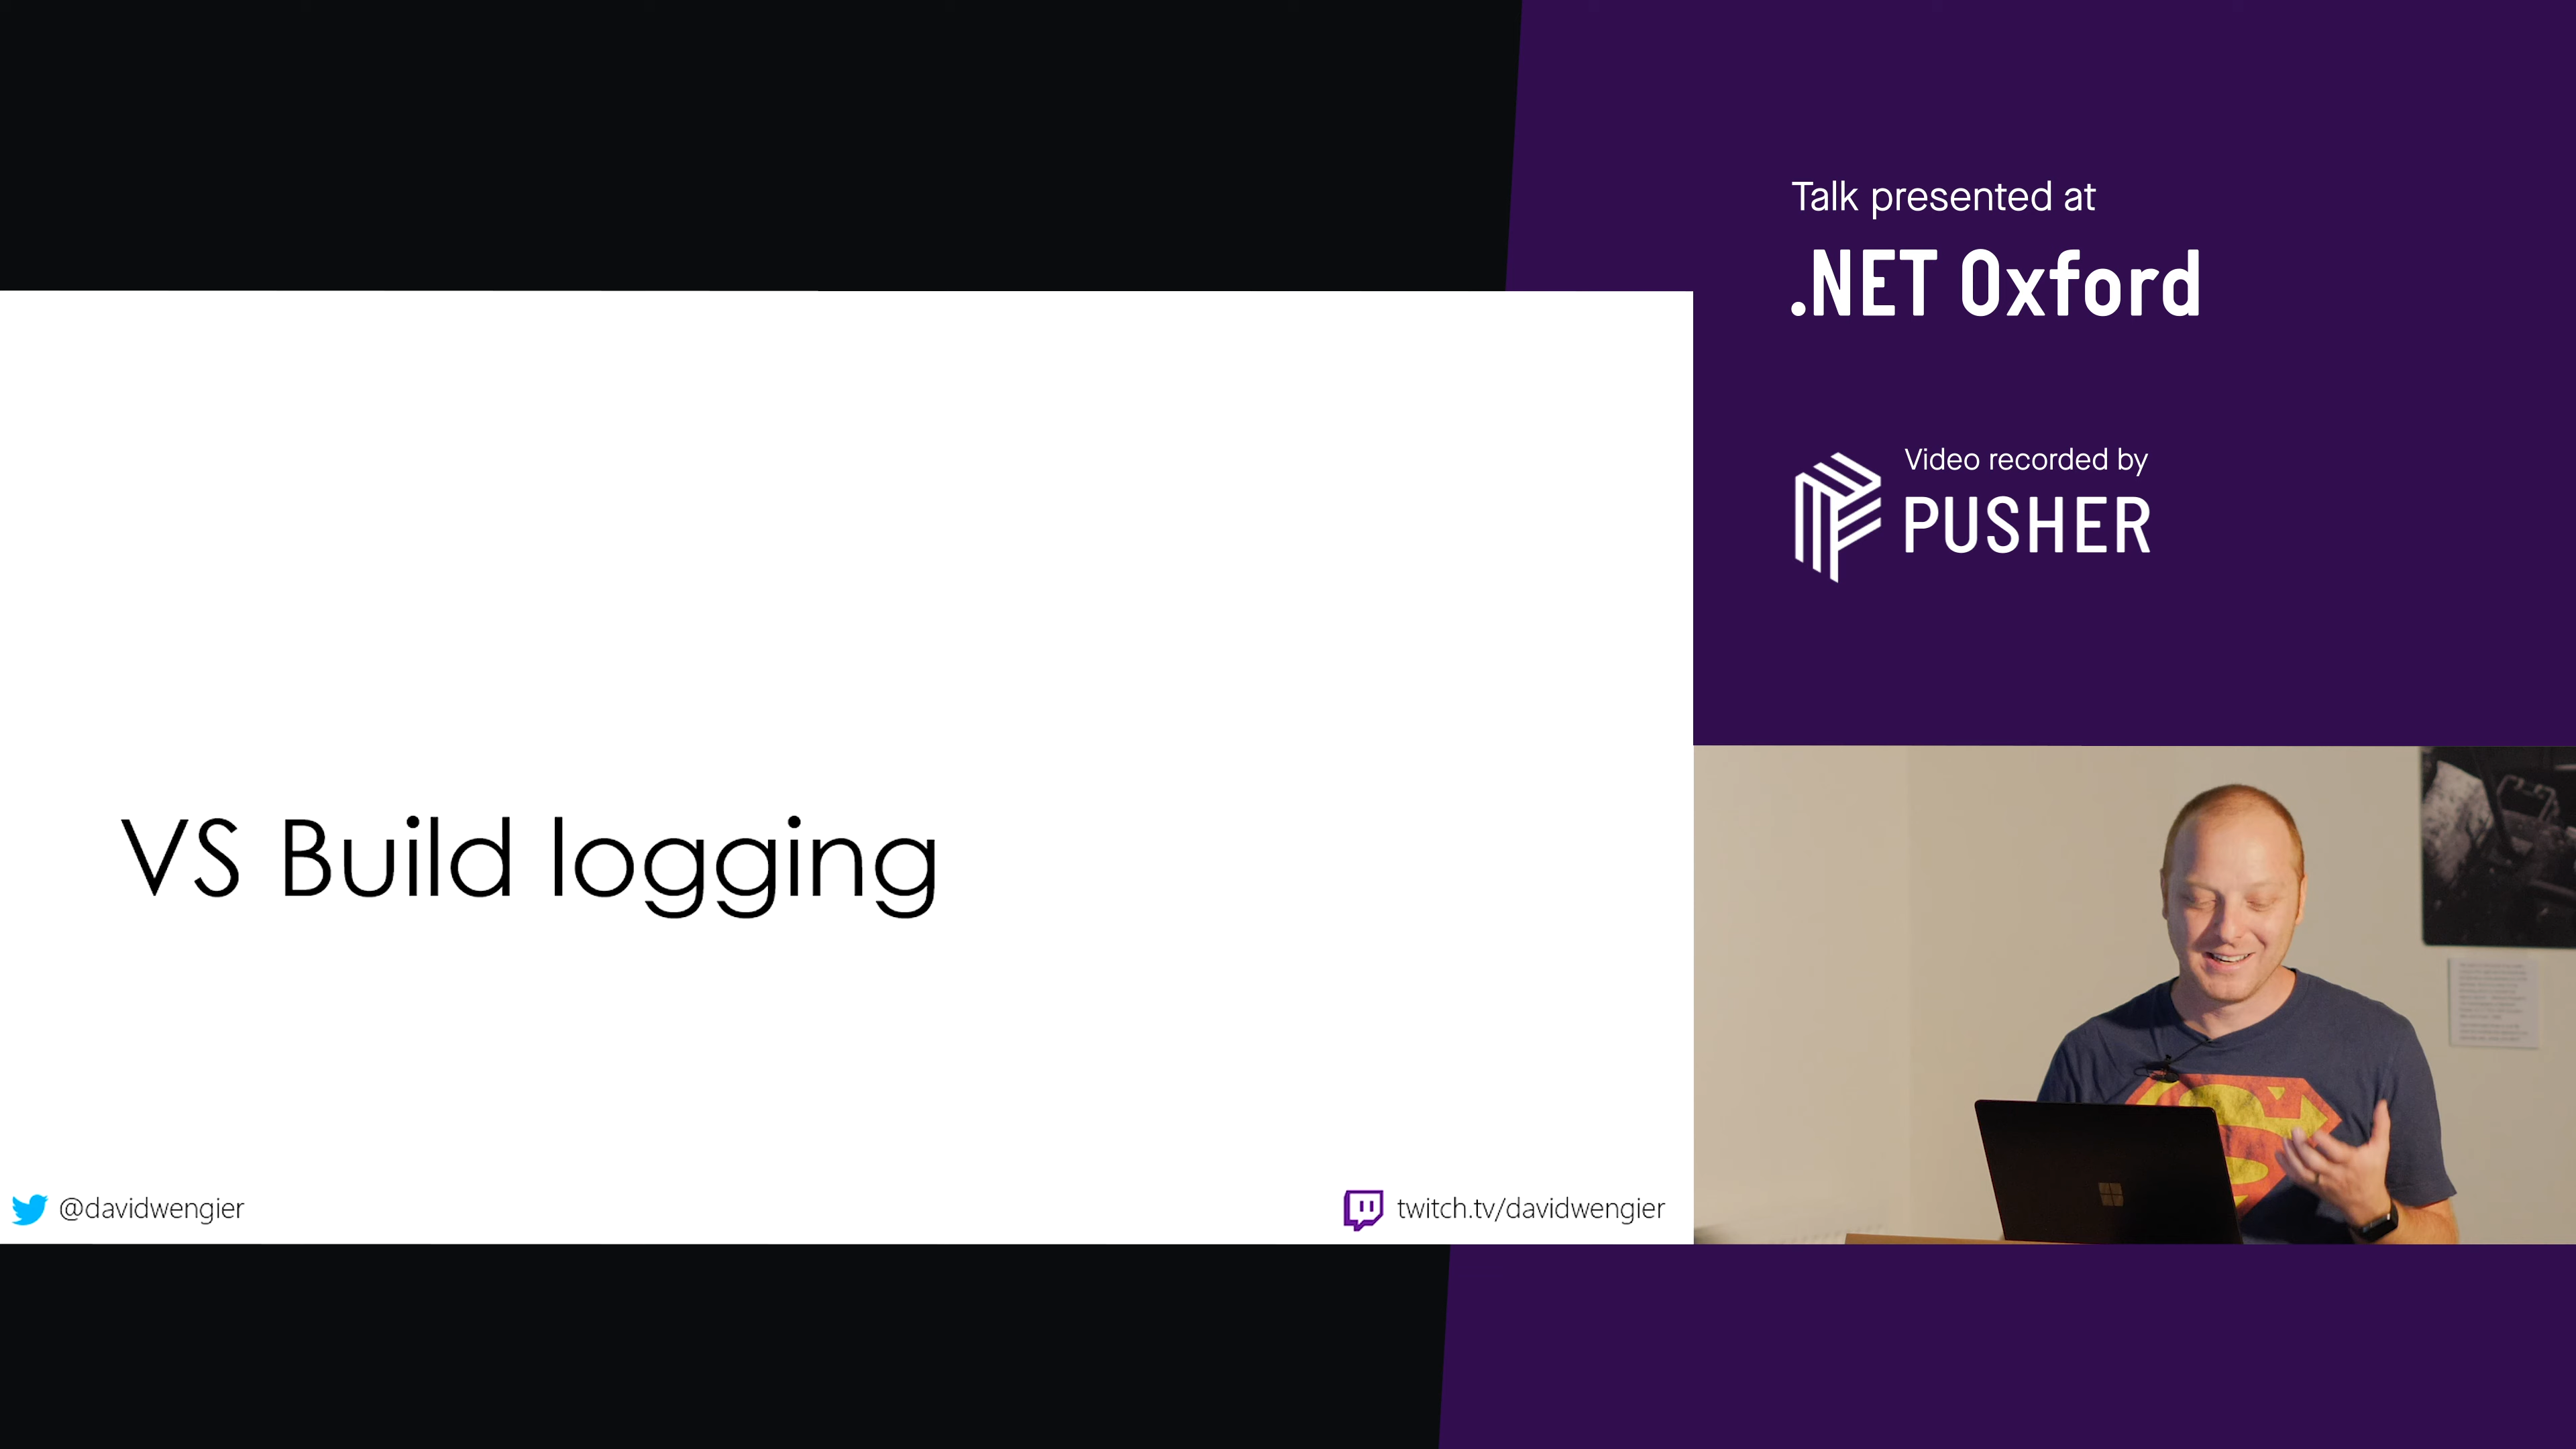 Talk presented at
.NET Oxford
Video recorded by
PUSHER
VS Build logging
@davidwengier
twitch.tv/davidwengier